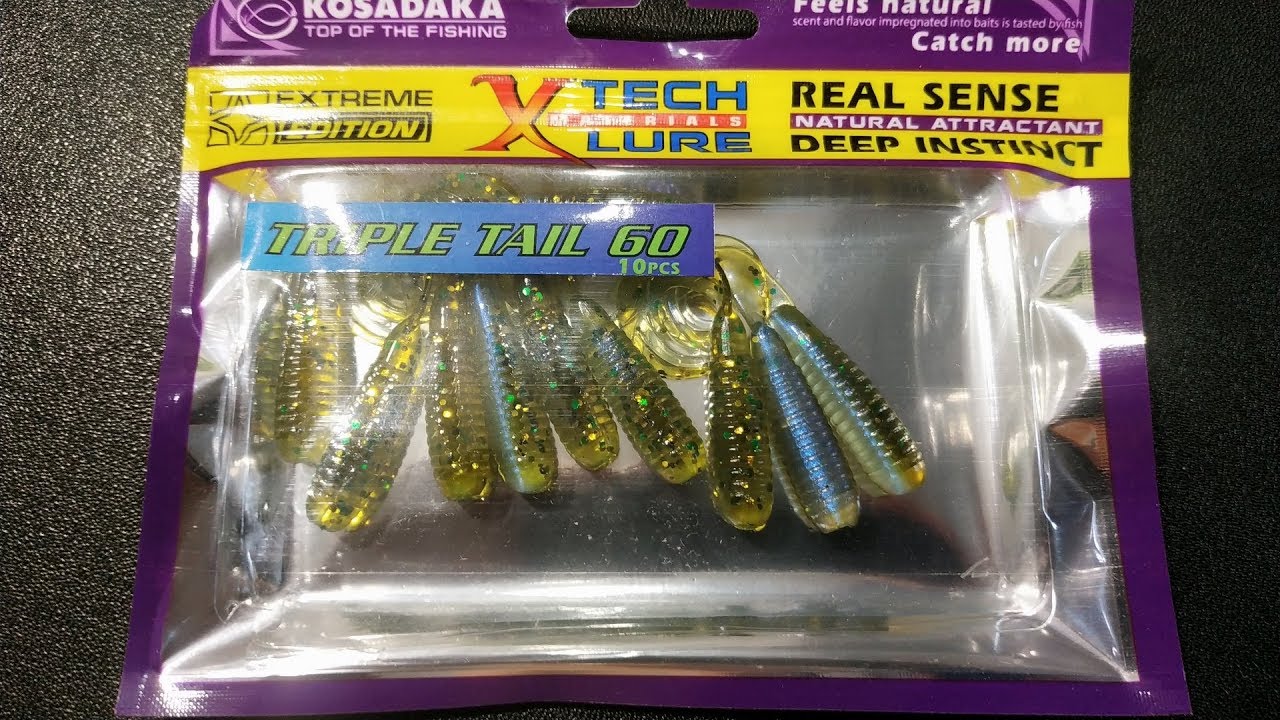 KOSADAKA
TOP OF THE FISHING
Feels natural
scent and flavor impregnated into baits is tasted by fish
Catch more
EXTREME
EDITION
X TECH
MATERIALS
LURE
REAL SENSE
NATURAL ATTRACTANT
DEEP INSTINCT
TRIPLE TAIL 60
10PCS